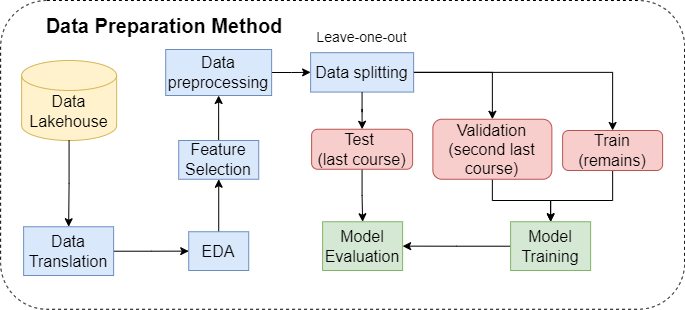 Data Preparation Method
Leave-one-out
Data
preprocessing
Data splitting
Data
Lakehouse
Feature
Selection
Test
(last course)
Validation
(second last
course)
Train
(remains)
Data
Translation
EDA
Model
Evaluation
Model
Training